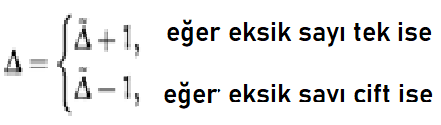 Δ = { Δ̃ + 1, eğer eksik sayı tek ise
Δ̃ − 1, eğer eksik savı cift ise